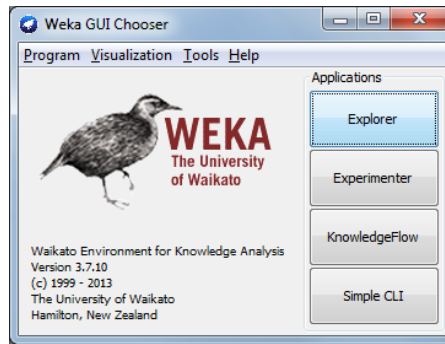 Weka GUI Chooser
Program Visualization Tools Help
Applications
Explorer
WEKA
The University
of Waikato
Experimenter
KnowledgeFlow
Waikato Environment for Knowledge Analysis
Version 3.7.10
(c) 1999 - 2013
The University of Waikato
Hamilton, New Zealand
Simple CLI